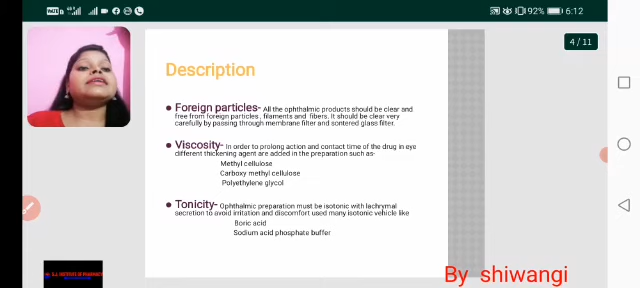 92% 6:12
4 / 11
Description
Foreign particles- All the ophthalmic products should be clear and
free from foreign particles, filaments and fibers. It should be clear very
carefully by passing through membrane filter and sontered glass filter.
Viscosity- In order to prolong action and contact time of the drug in eye
different thickening agent are added in the preparation such as-
Methyl cellulose
Carboxy methyl cellulose
Polyethylene glycol
Tonicity- Ophthalmic preparation must be isotonic with lachrymal
secretion to avoid irritation and discomfort used many isotonic vehicle like
Boric acid
Sodium acid phosphate buffer
INSTITUTE OF PHARMACY
By shiwangi